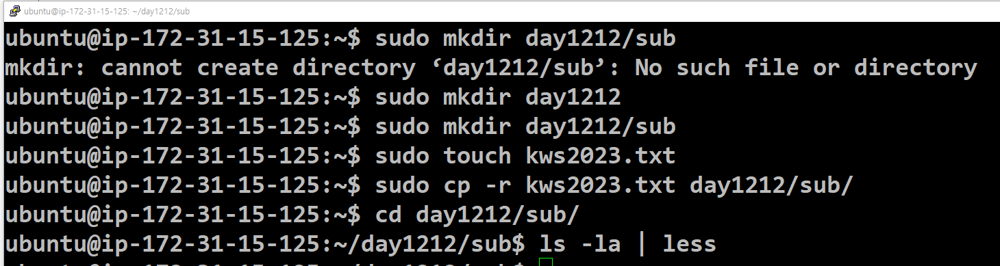 ubuntu@ip-172-31-15-125: ~/day1212/sub
ubuntu@ip-172-31-15-125:~$ sudo mkdir day1212/sub
mkdir: cannot create directory ‘day1212/sub’: No such file or directory
ubuntu@ip-172-31-15-125:~$ sudo mkdir day1212
ubuntu@ip-172-31-15-125:~$ sudo mkdir day1212/sub
ubuntu@ip-172-31-15-125:~$ sudo touch kws2023.txt
ubuntu@ip-172-31-15-125:~$ sudo cp -r kws2023.txt day1212/sub/
ubuntu@ip-172-31-15-125:~$ cd day1212/sub/
ubuntu@ip-172-31-15-125:~/day1212/sub$ ls -la | less